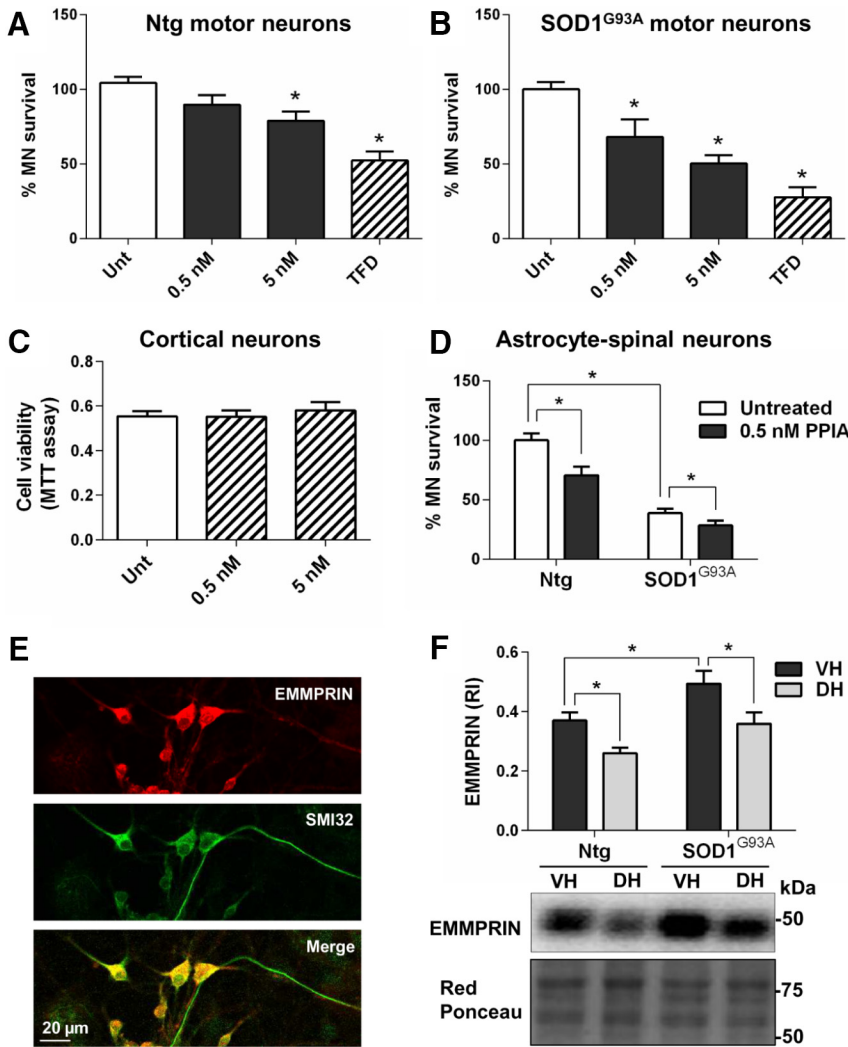 A
Ntg motor neurons
% MN survival
150
100
50
0
*
*
Unt
0.5 nM
5 nM
TFD
B
SOD1G93A motor neurons
% MN survival
150
100
50
0
*
*
*
Unt
0.5 nM
5 nM
TFD
C
Cortical neurons
Cell viability
(MTT assay)
0.8
0.6
0.4
0.2
0.0
Unt
0.5 nM
5 nM
D
Astrocyte-spinal neurons
% MN survival
150
100
50
0
*
*
*
Untreated
0.5 nM PPIA
Ntg
SOD1G93A
E
EMMPRIN
SMI32
Merge
20 µm
F
EMMPRIN (RI)
0.6
0.4
0.2
0.0
*
*
*
VH
DH
Ntg
SOD1G93A
VH DH VH DH kDa
EMMPRIN
-50
Red
Ponceau
-75
-50